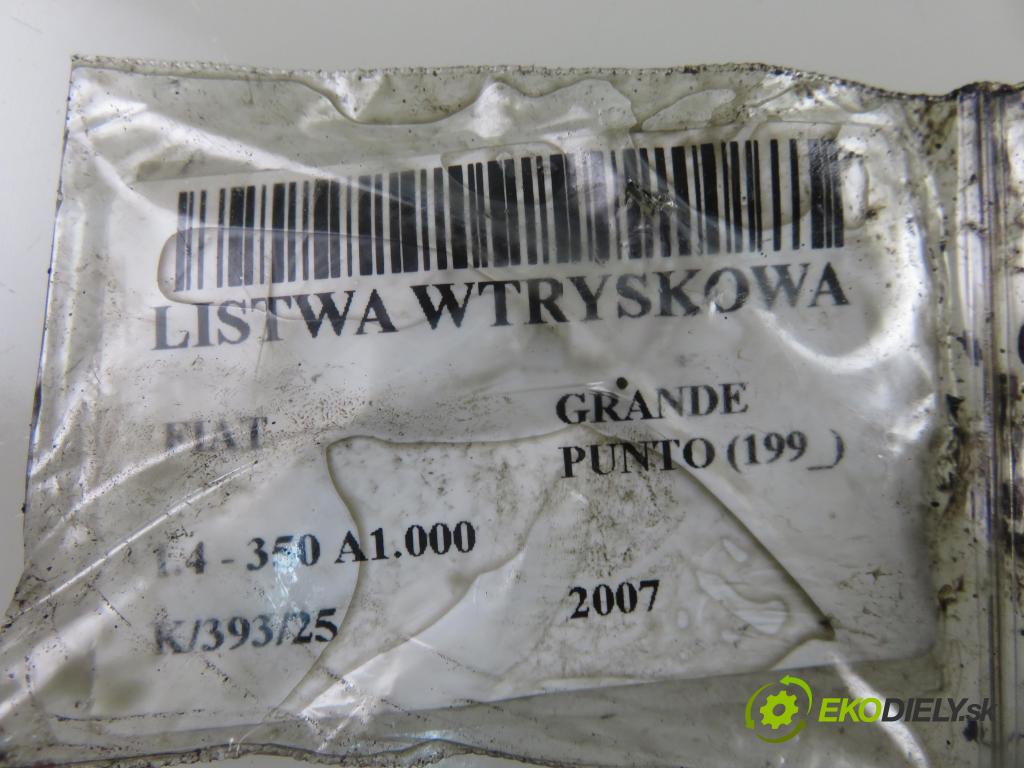 LISTWA WTRYSKOWA
FIAT
GRANDE
PUNTO (199_)
1.4 - 350 A1.000
K/393/25
2007
EKODIELY.sk